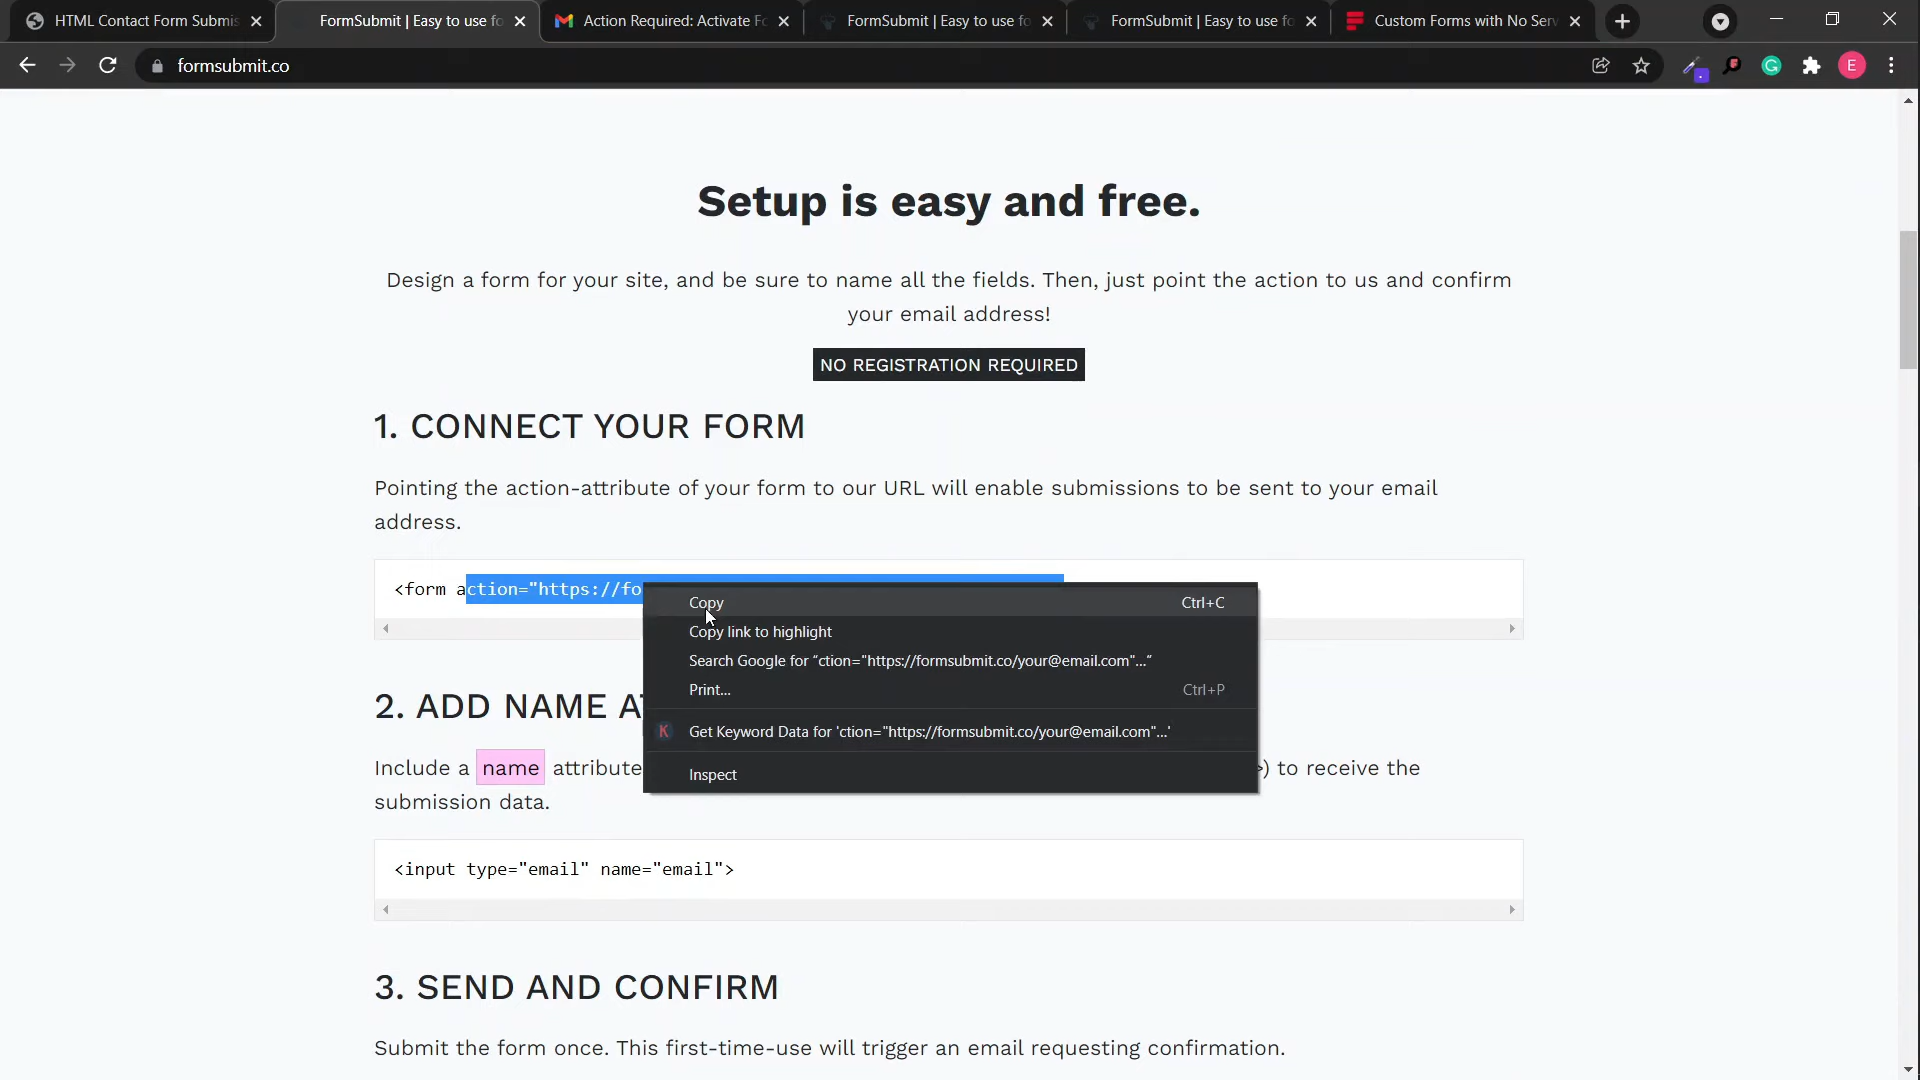 HTML Contact Form Submis
FormSubmit | Easy to use fo
Action Required: Activate Fo
FormSubmit | Easy to use fo
FormSubmit | Easy to use fo
Custom Forms with No Serv
formsubmit.co
E
Setup is easy and free.
Design a form for your site, and be sure to name all the fields. Then, just point the action to us and confirm
your email address!
NO REGISTRATION REQUIRED
1. CONNECT YOUR FORM
Pointing the action-attribute of your form to our URL will enable submissions to be sent to your email
address.
<form action="https://fo
Copy Ctrl+C
Copy link to highlight
Search Google for “ction="https://formsubmit.co/your@email.com"...“
Print... Ctrl+P
K Get Keyword Data for 'ction="https://formsubmit.co/your@email.com"...'
Inspect
2. ADD NAME AT
Include a name attribute >) to receive the
submission data.
<input type="email" name="email">
3. SEND AND CONFIRM
Submit the form once. This first-time-use will trigger an email requesting confirmation.